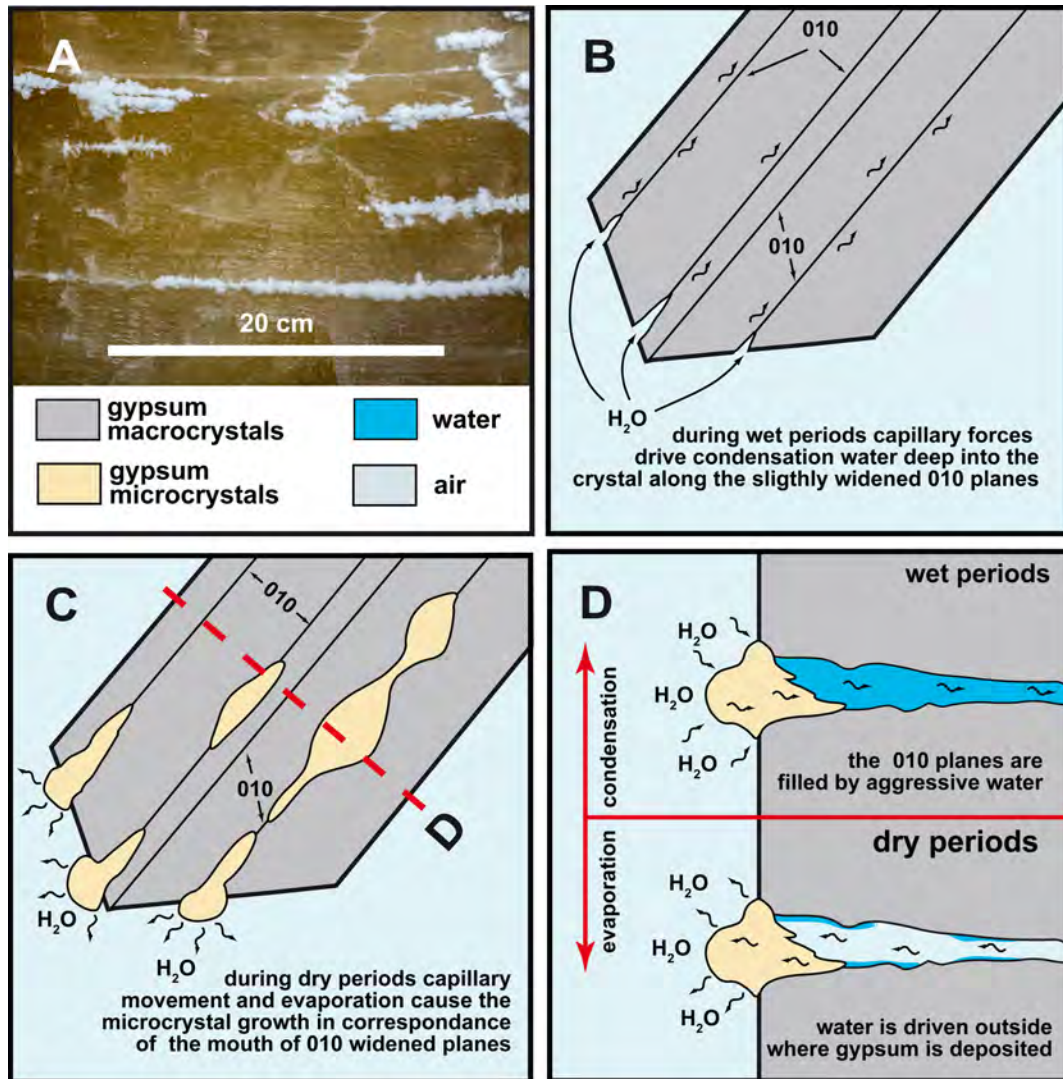 A
20 cm
gypsum
macrocrystals
water
gypsum
microcrystals
air
B
010
010
H₂O
during wet periods capillary forces
drive condensation water deep into the
crystal along the sligthly widened 010 planes
C
010
010
D
H₂O
H₂O
during dry periods capillary
movement and evaporation cause the
microcrystal growth in correspondance
of the mouth of 010 widened planes
D
wet periods
H₂O
H₂O
H₂O
condensation
the 010 planes are
filled by aggressive water
dry periods
evaporation
H₂O
H₂O
H₂O
water is driven outside
where gypsum is deposited